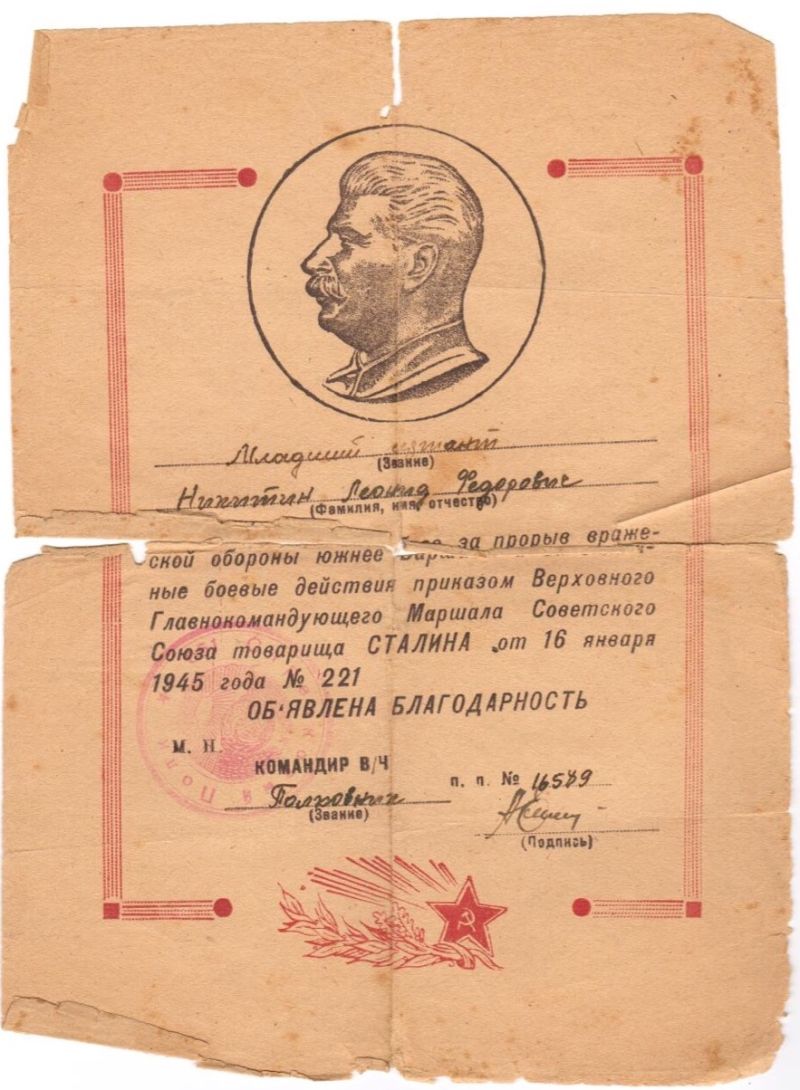 Младший
(Звание)
Никитин Леонид Федорович
(Фамилия, имя, отчество)
за прорыв враже-
ской обороны южнее
ные боевые действия приказом Верховного
Главнокомандующего Маршала Советского
Союза товарища СТАЛИНА от 16 января
1945 года № 221
ОБ'ЯВЛЕНА БЛАГОДАРНОСТЬ
М. Н.
КОМАНДИР В/Ч
п. п. № 16589
Полковник
(Звание)
(Подпись)